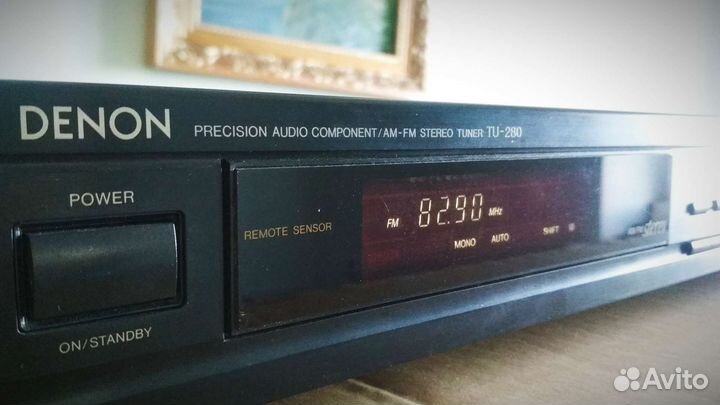 DENON PRECISION AUDIO COMPONENT/AM-FM STEREO TUNER TU-280
POWER
REMOTE SENSOR
FM 82.90 MHz
MONO AUTO SHIFT
ON/STANDBY
Avito